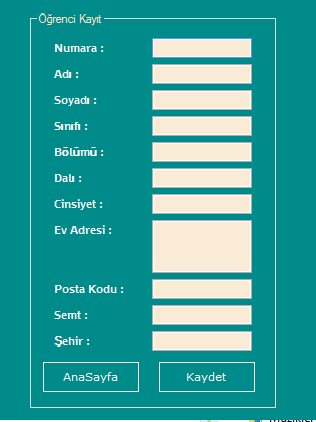 Öğrenci Kayıt
Numara :
Adı :
Soyadı :
Sınıfı :
Bölümü :
Dalı :
Cinsiyet :
Ev Adresi :
Posta Kodu :
Semt :
Şehir :
AnaSayfa Kaydet